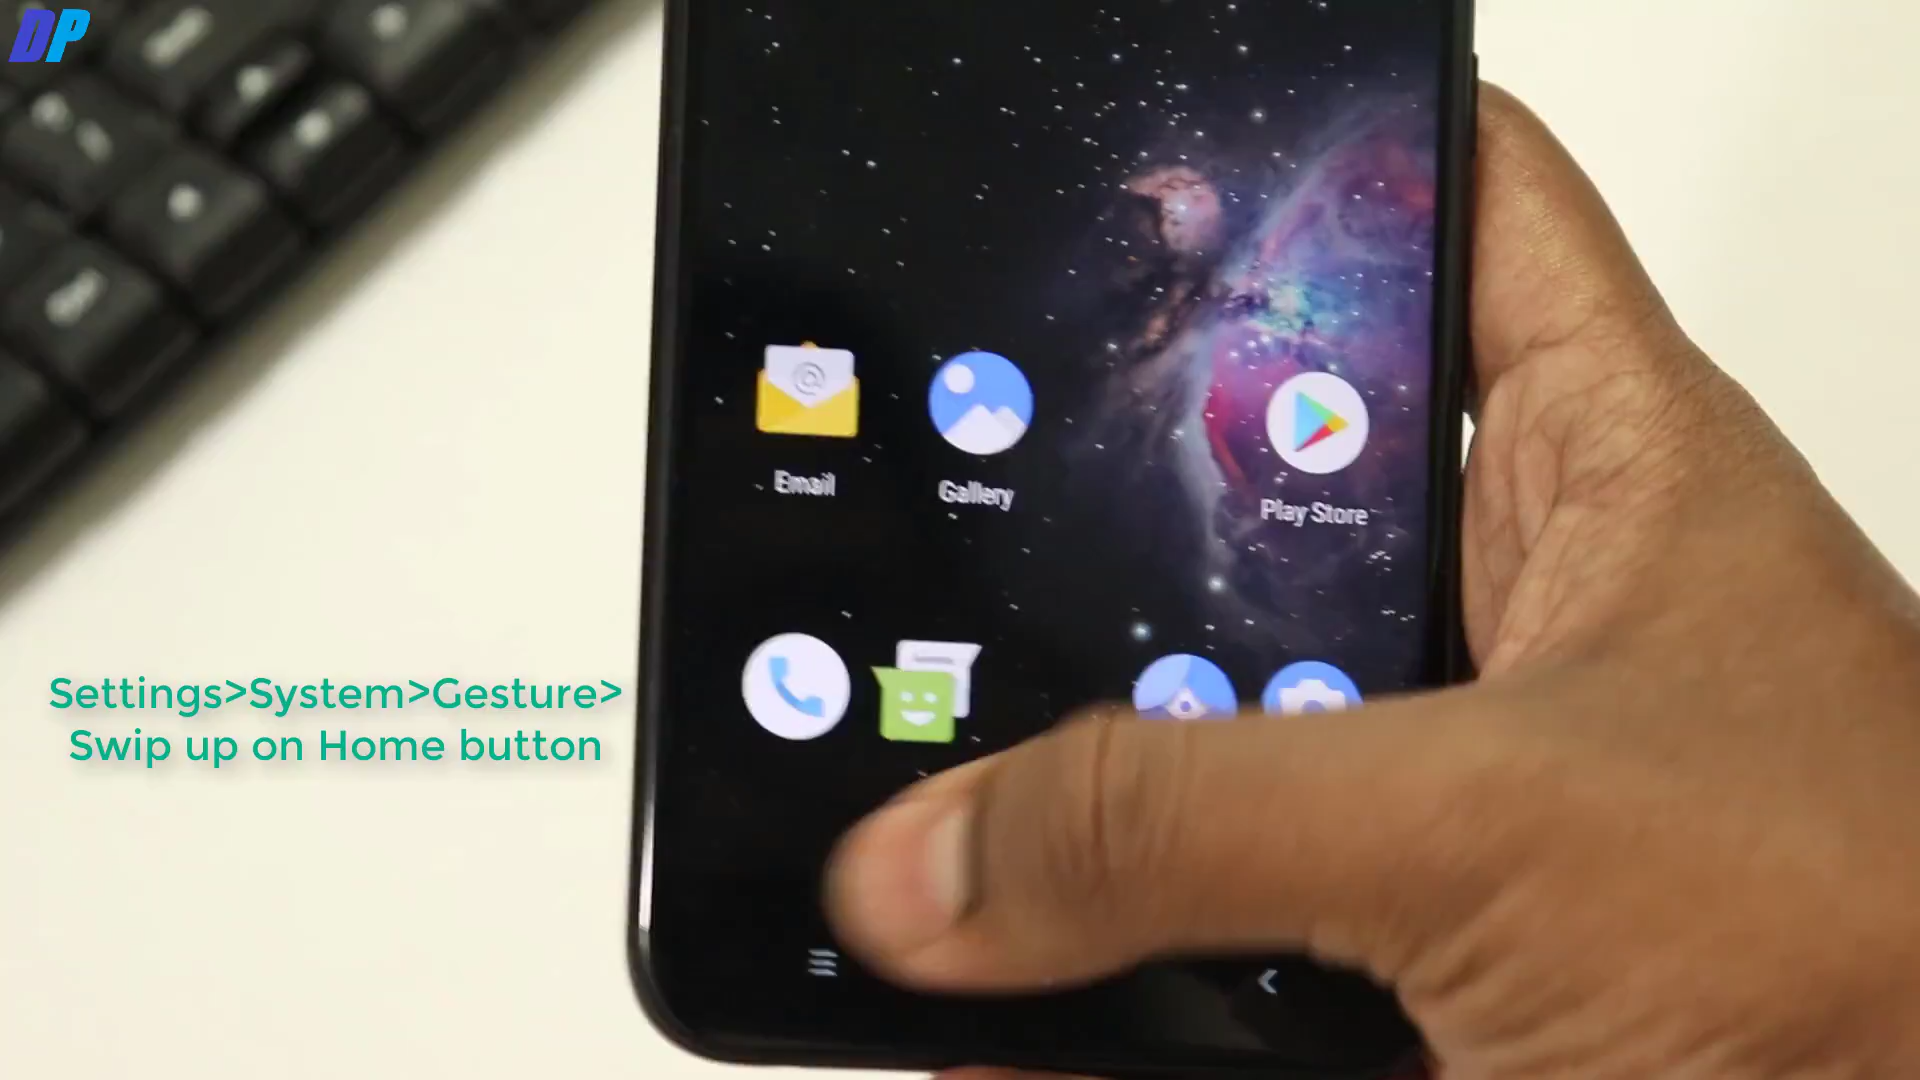 DP
Email
Gallery
Play Store
Settings>System>Gesture>
Swip up on Home button